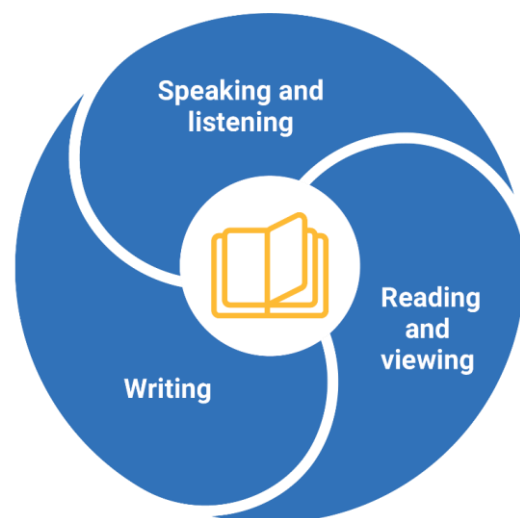 Speaking and
listening
Reading
and
viewing
Writing